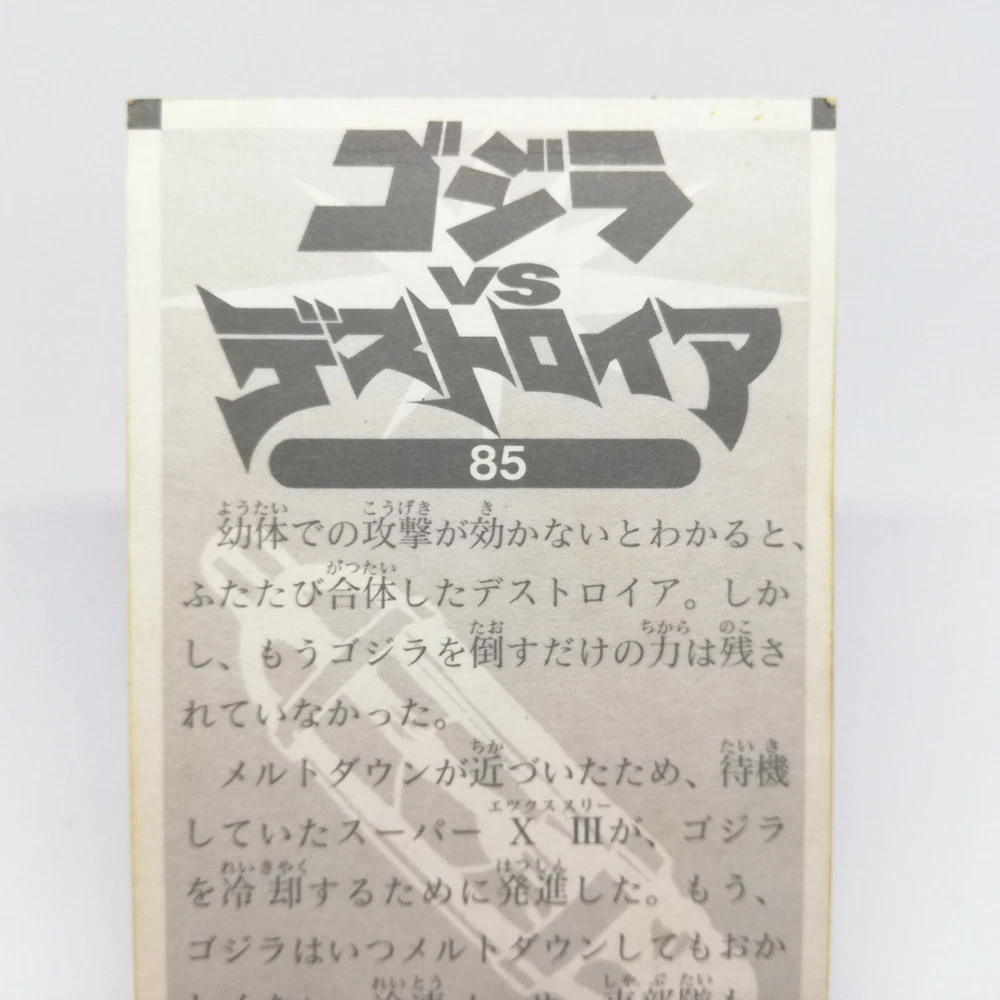 ゴジラ
VS
デストロイア
85
幼体での攻撃が効かないとわかると、
ふたたび合体したデストロイア。しか
し、もうゴジラを倒すだけの力は残さ
れていなかった。
メルトダウンが近づいたため、待機
していたスーパーＸⅢが、ゴジラ
を冷却するために発進した。もう、
ゴジラはいつメルトダウンしてもおか